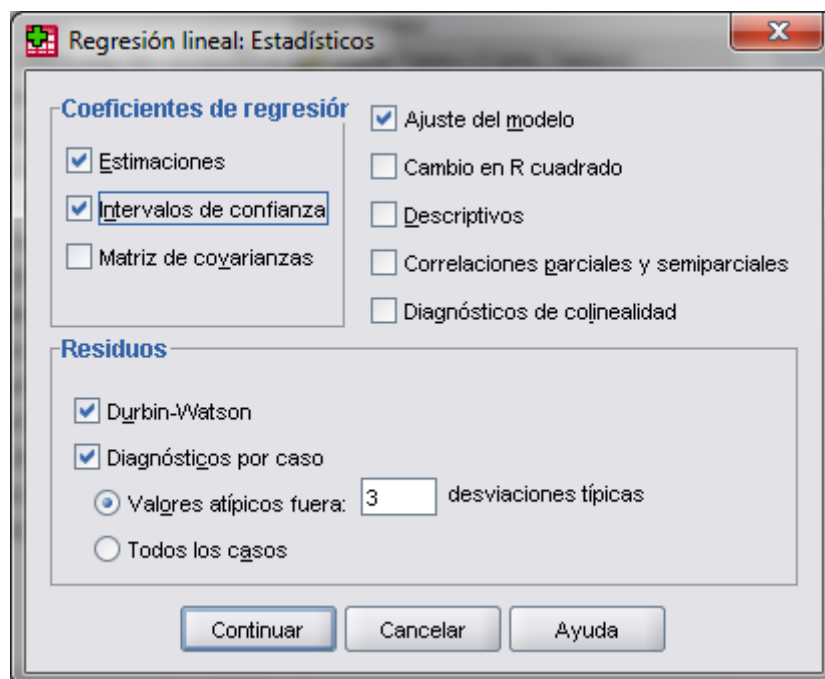 Regresión lineal: Estadísticos
Coeficientes de regresión
Estimaciones
Intervalos de confianza
Matriz de covarianzas
Ajuste del modelo
Cambio en R cuadrado
Descriptivos
Correlaciones parciales y semiparciales
Diagnósticos de colinealidad
Residuos
Durbin-Watson
Diagnósticos por caso
Valores atípicos fuera: 3 desviaciones típicas
Todos los casos
Continuar Cancelar Ayuda